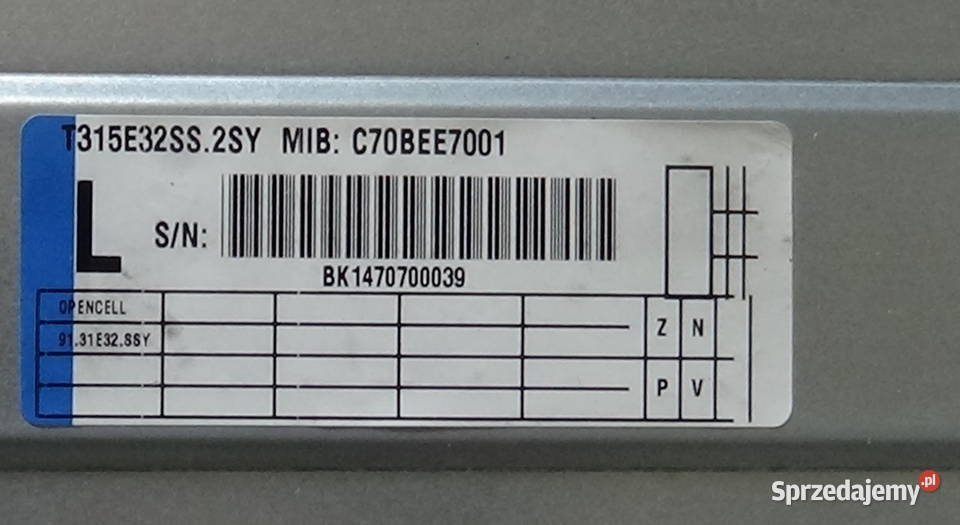 T315E32SS.2SY MIB: C70BEE7001
L
S/N:
BK1470700039
OPENCELL
91.31E32.SSY
Z N
P V
Sprzedajemy.pl